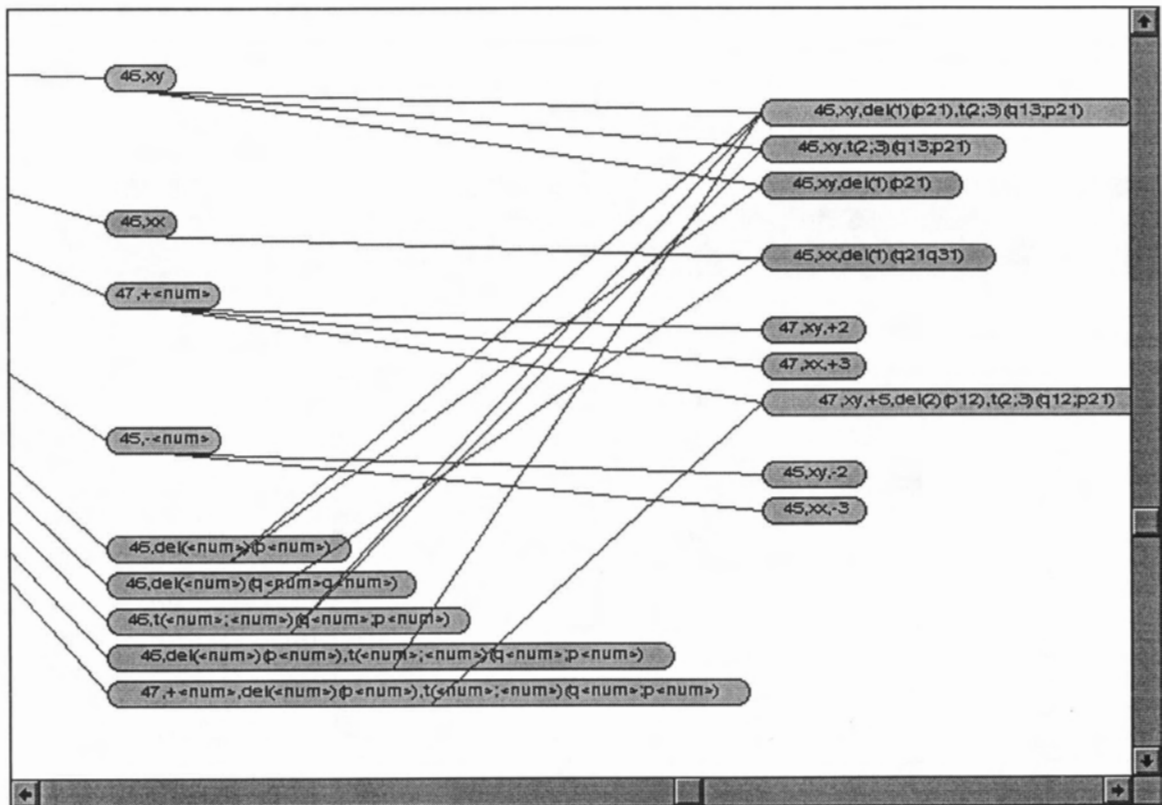 46,xy
46,xy,del(1)(p21),t(2;3)(q13;p21)
46,xy,t(2;3)(q13;p21)
46,xy,del(1)(p21)
46,xx
46,xx,del(1)(q21q31)
47,+<num>
47,xy,+2
47,xx,+3
47,xy,+5,del(2)(p12),t(2;3)(q12;p21)
45,-<num>
45,xy,-2
45,xx,-3
46,del(<num>)(p<num>)
46,del(<num>)(q<num>q<num>)
46,t(<num>;<num>)(q<num>;p<num>)
46,del(<num>)(p<num>),t(<num>;<num>)(q<num>;p<num>)
47,+<num>,del(<num>)(p<num>),t(<num>;<num>)(q<num>;p<num>)